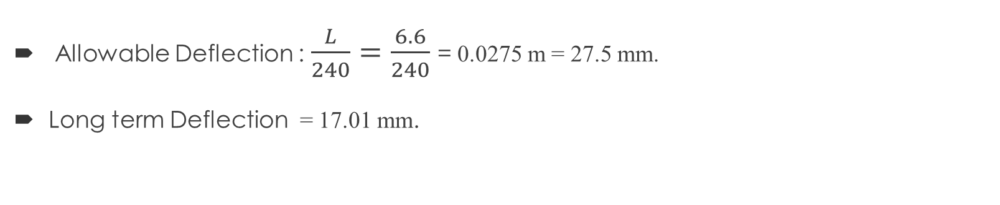 Allowable Deflection : L/240 = 6.6/240 = 0.0275 m = 27.5 mm.
Long term Deflection = 17.01 mm.